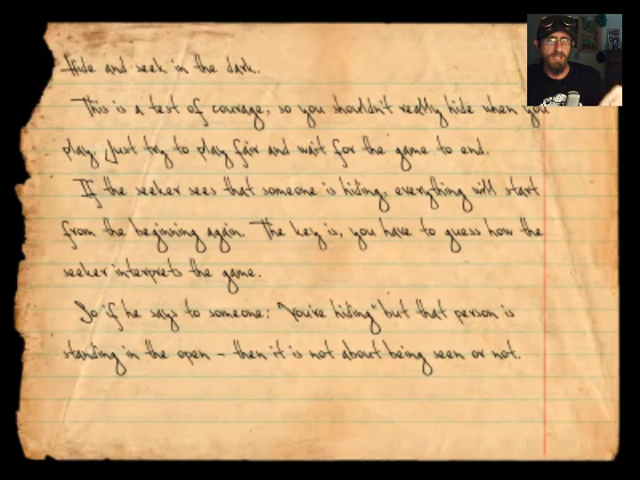 Hide and seek in the dark.
This is a test of courage, so you shouldn't really hide when you
play. Just try to play fair and wait for the game to end.
If the seeker sees that someone is hiding, everything will start
from the beginning again. The key is, you have to guess how the
seeker interprets the game.
So if he says to someone: "You're hiding" but that person is
standing in the open - then it is not about being seen or not.